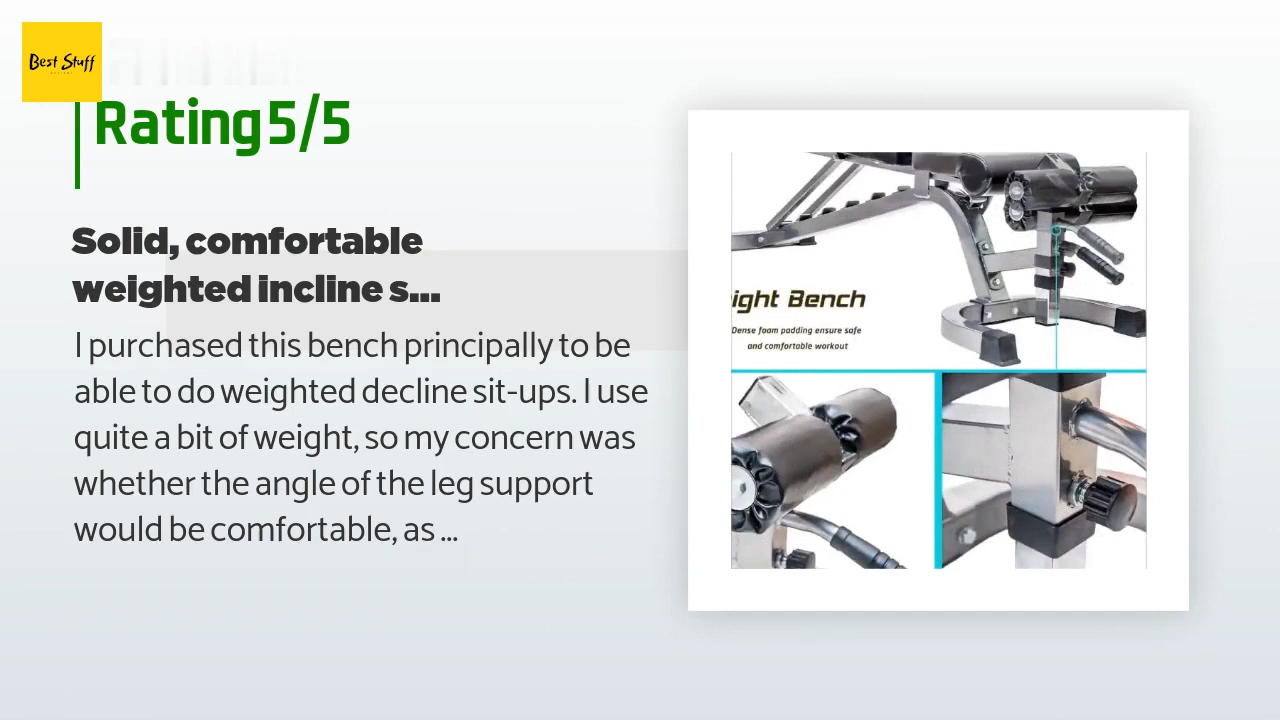 Best Stuff
Rating 5/5
Solid, comfortable
weighted incline s...
I purchased this bench principally to be
able to do weighted decline sit-ups. I use
quite a bit of weight, so my concern was
whether the angle of the leg support
would be comfortable, as ...
ight Bench
Dense foam padding ensure safe
and comfortable workout